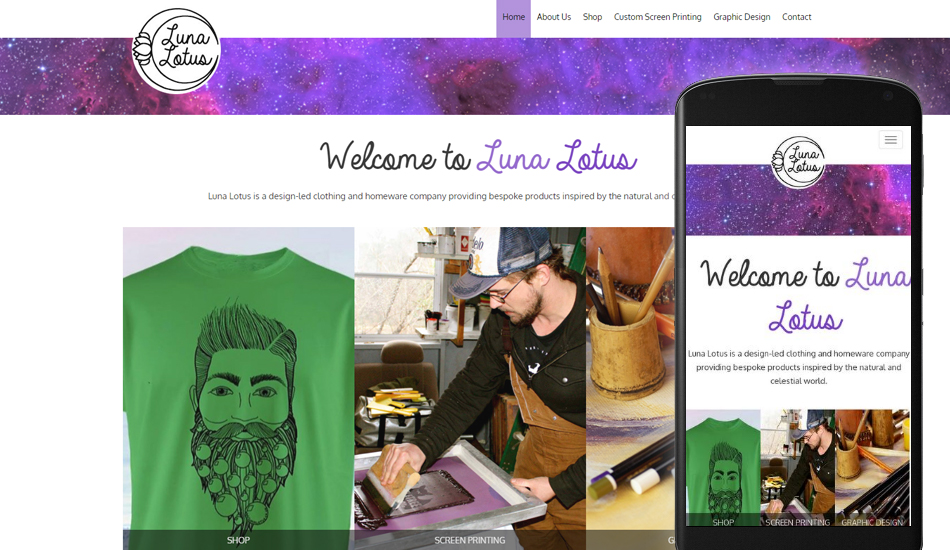 Luna
Lotus
Home
About Us
Shop
Custom Screen Printing
Graphic Design
Contact
Welcome to Luna Lotus
Luna Lotus is a design-led clothing and homeware company providing bespoke products inspired by the natural and c
SHOP
SCREEN PRINTING
G
Luna
Lotus
Welcome to Luna
Lotus
Luna Lotus is a design-led clothing and homeware company
providing bespoke products inspired by the natural and
celestial world.
SHOP
SCREEN PRINTING
GRAPHIC DESIGN